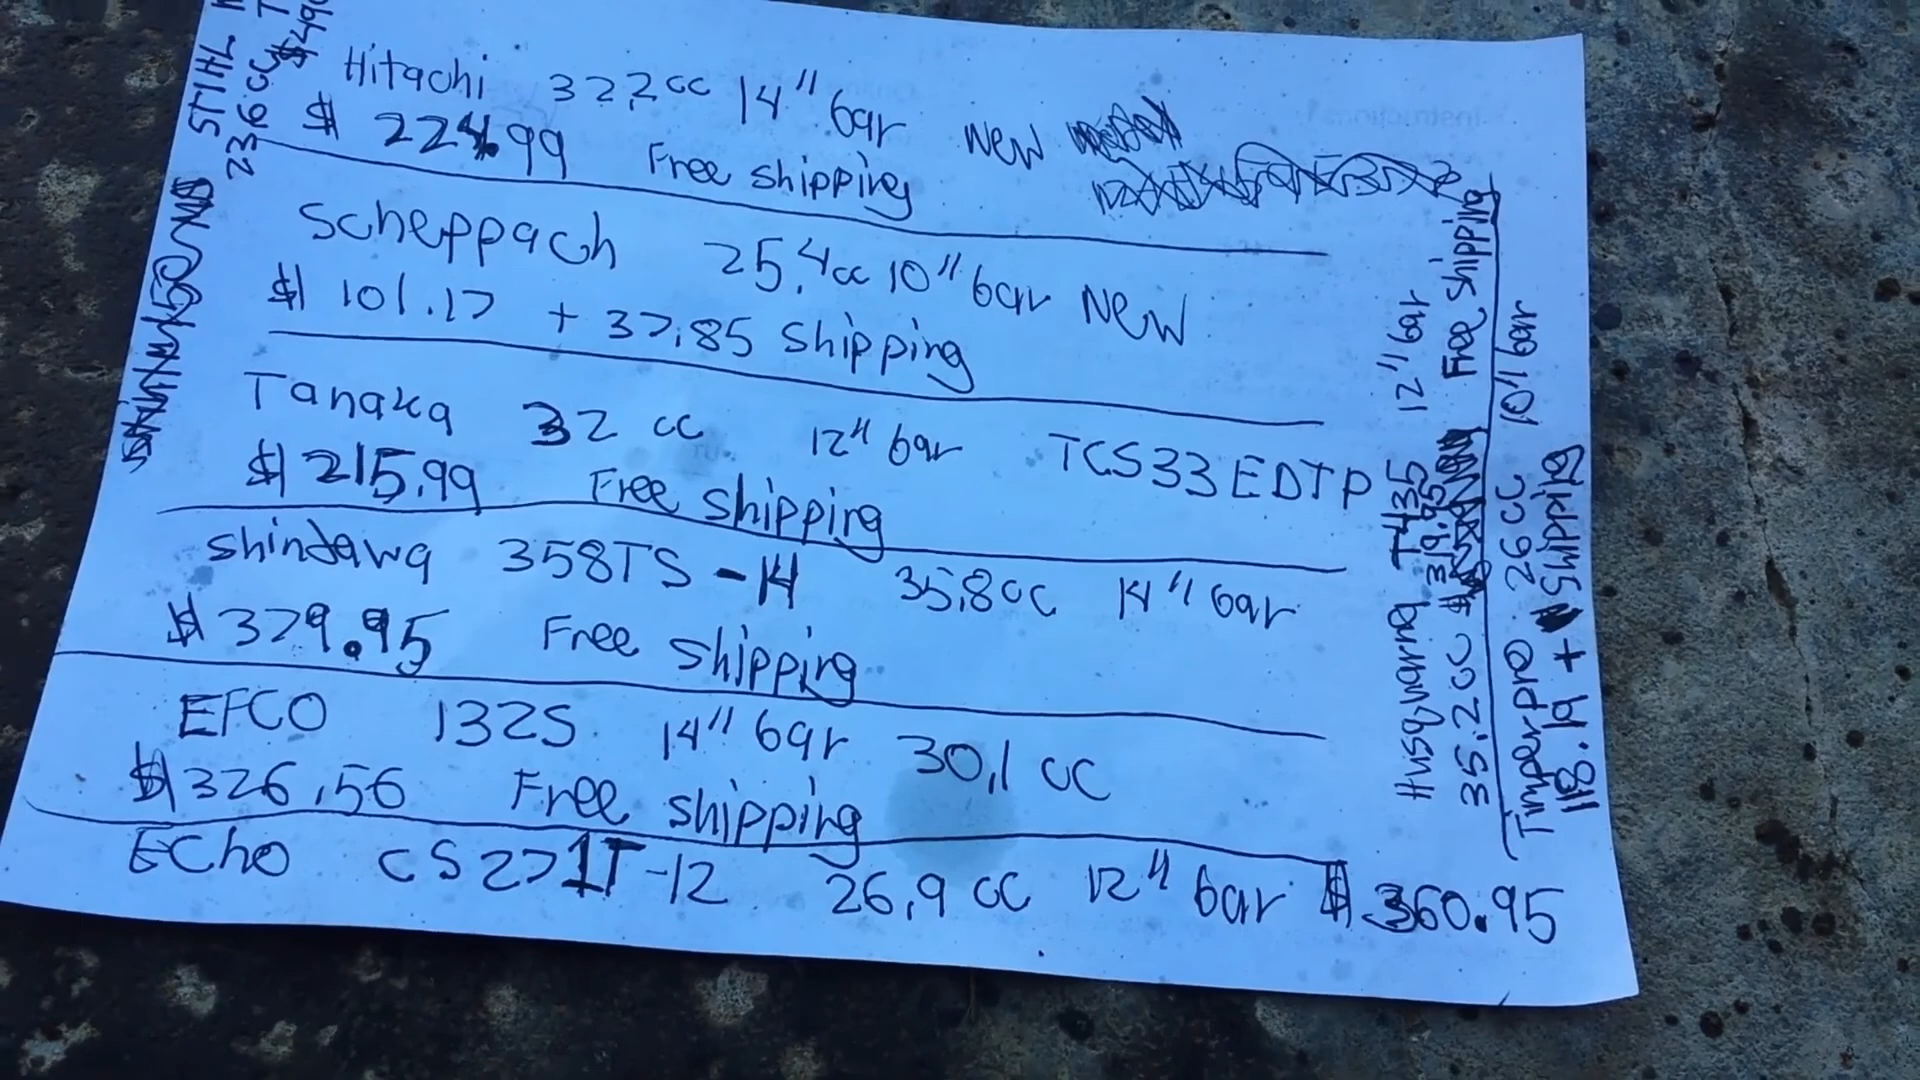 Hitachi 32.2cc 14" bar New
$ 224.99 Free shipping
Scheppach 25.4cc 10" bar New
$ 101.17 + 37.85 Shipping
Tanaka 32 cc 12" bar TCS33EDTP
$ 215.99 Free shipping
Shindawa 358TS-14 35.8cc 14" bar
$ 379.95 Free shipping
EFCO 132S 14" bar 30.1 cc
$ 326.56 Free shipping
ECho CS271T-12 26.9 cc 12" bar $ 360.95
STIHL
23.6cc
Husqvarna T435 12" bar
35.2cc $ 319.95 Free shipping
Timberpro 26cc 10" bar
118.19 + Shipping